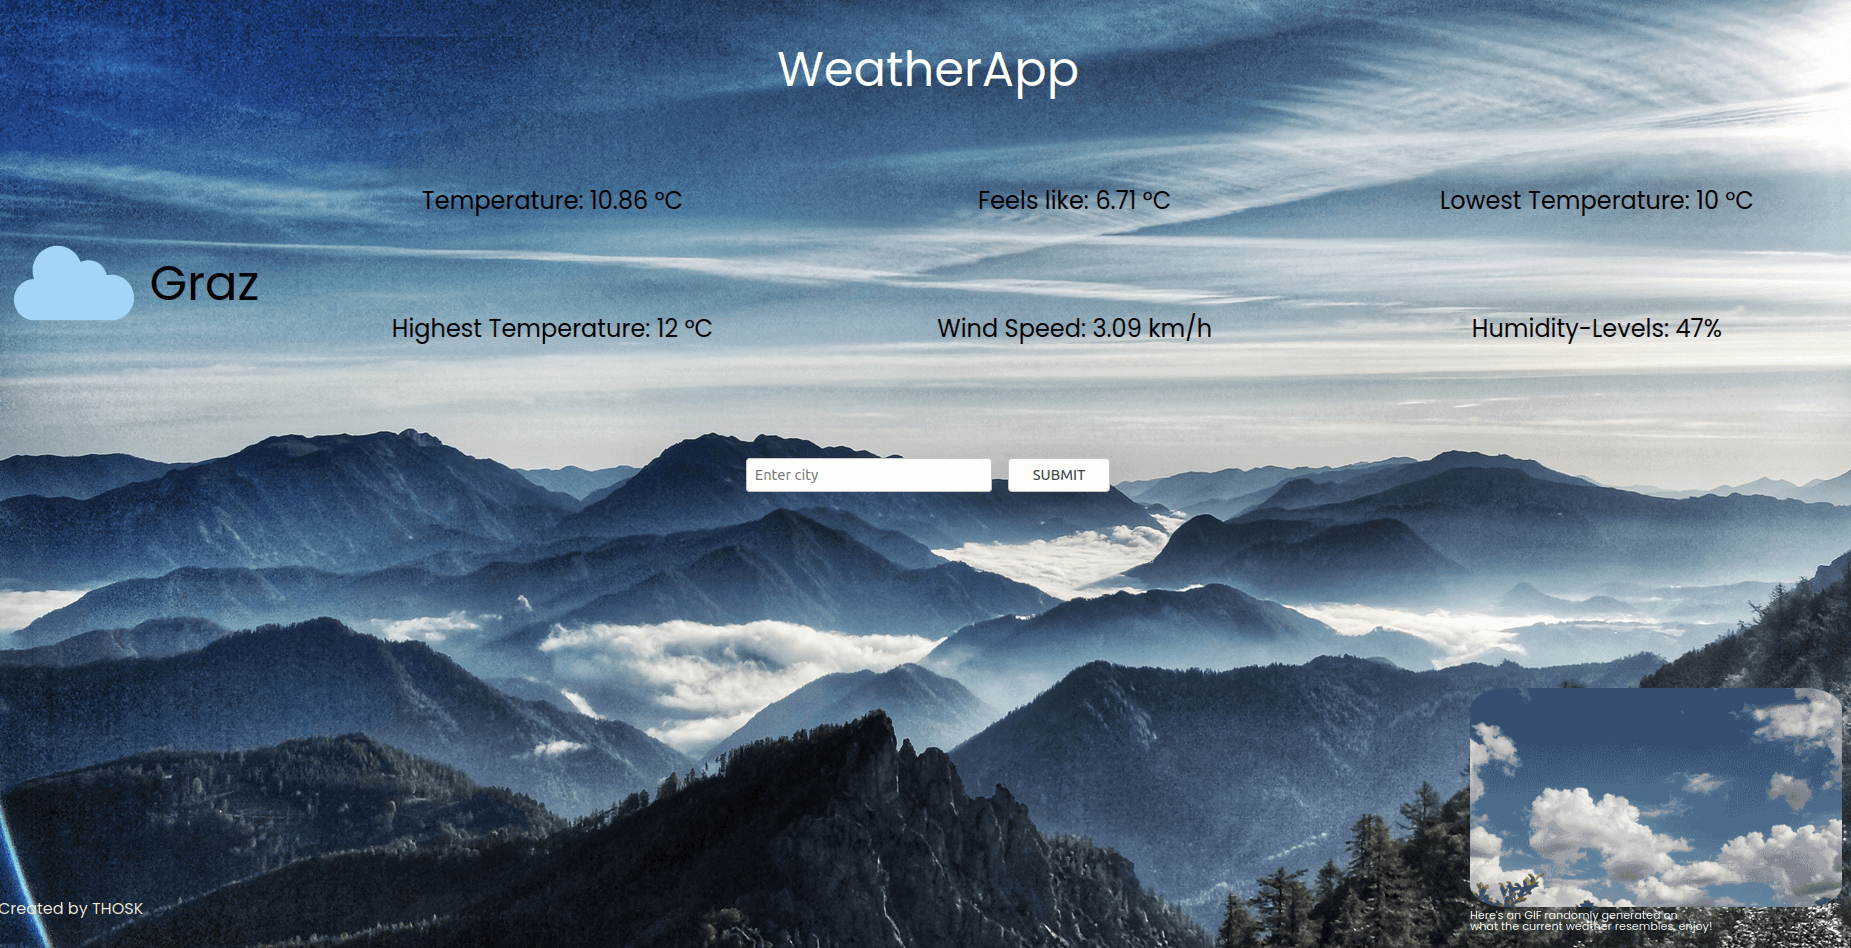 WeatherApp
Temperature: 10.86 °C
Feels like: 6.71 °C
Lowest Temperature: 10 °C
Graz
Highest Temperature: 12 °C
Wind Speed: 3.09 km/h
Humidity-Levels: 47%
Enter city
SUBMIT
Created by THOSK
Here's an GIF randomly generated on
what the current weather resembles, enjoy!